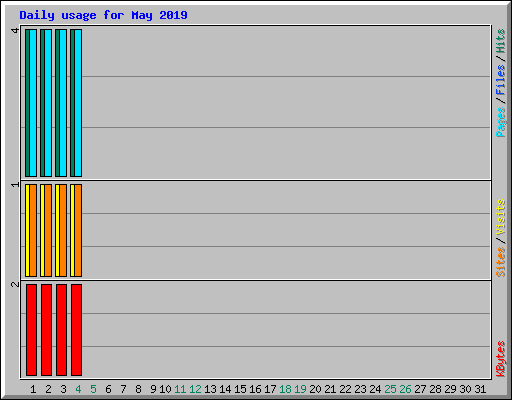 Daily usage for May 2019
4
Pages/Files/Hits
1
Sites/Visits
2
KBytes
1 2 3 4 5 6 7 8 9 10 11 12 13 14 15 16 17 18 19 20 21 22 23 24 25 26 27 28 29 30 31